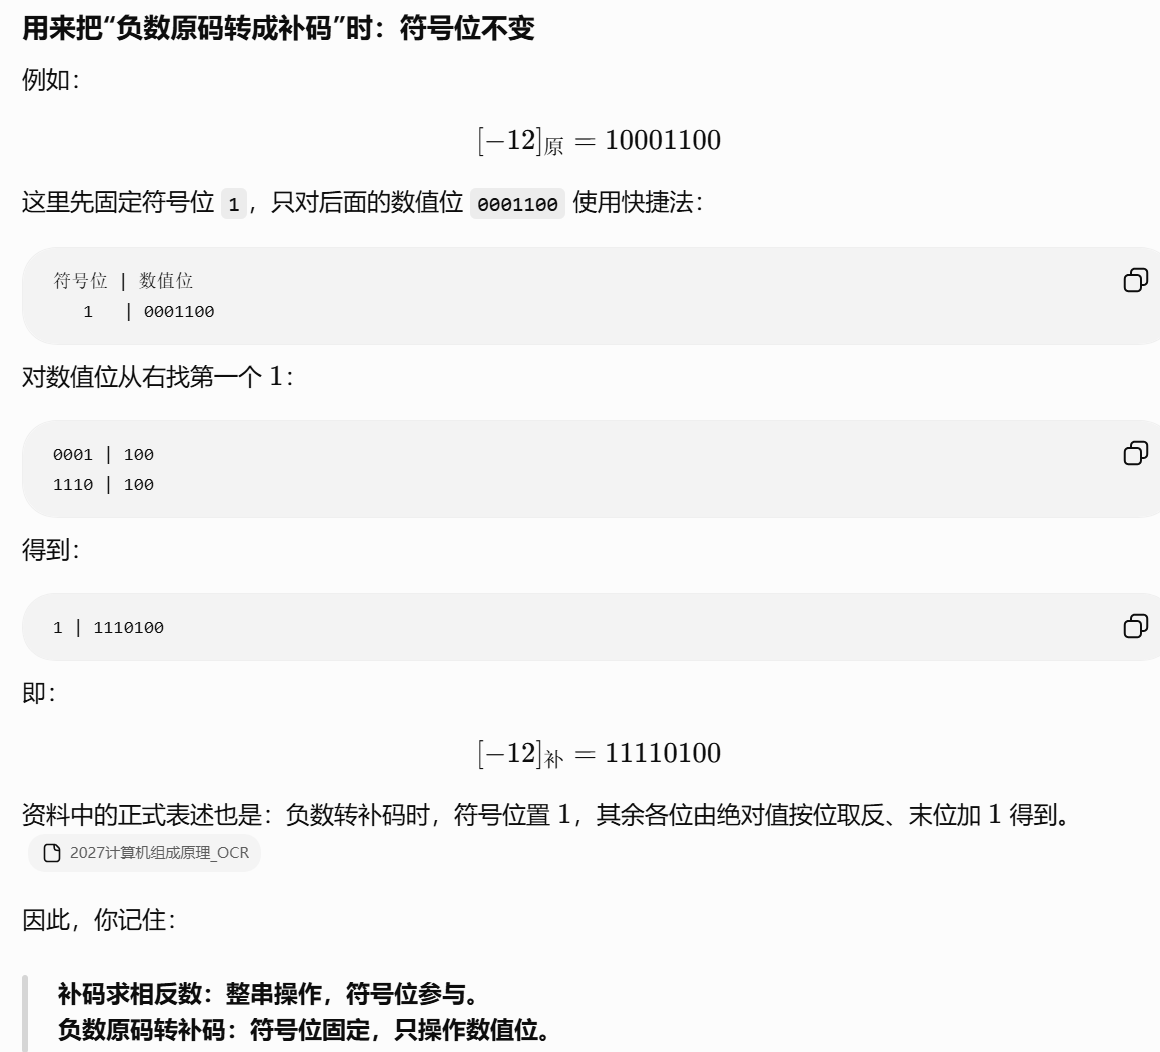 用来把“负数原码转成补码”时：符号位不变
例如：
[−12]原 = 10001100
这里先固定符号位 1，只对后面的数值位 0001100 使用快捷法：
符号位 | 数值位
1 | 0001100
对数值位从右找第一个 1：
0001 | 100
1110 | 100
得到：
1 | 1110100
即：
[−12]补 = 11110100
资料中的正式表述也是：负数转补码时，符号位置 1，其余各位由绝对值按位取反、末位加 1 得到。
2027计算机组成原理_OCR
因此，你记住：
补码求相反数：整串操作，符号位参与。
负数原码转补码：符号位固定，只操作数值位。